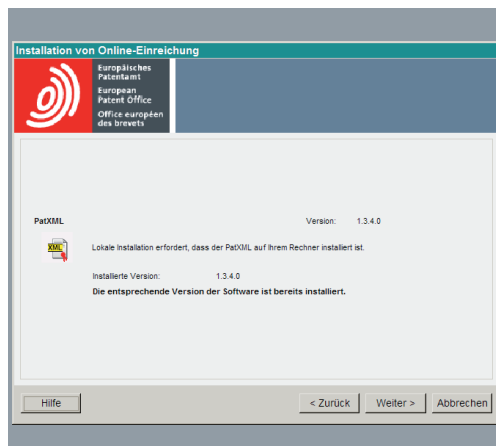 Installation von Online-Einreichung
Europäisches
Patentamt
European
Patent Office
Office européen
des brevets
PatXML
Version: 1.3.4.0
XML
Lokale Installation erfordert, dass der PatXML auf Ihrem Rechner installiert ist.
Installierte Version: 1.3.4.0
Die entsprechende Version der Software ist bereits installiert.
Hilfe
< Zurück
Weiter >
Abbrechen